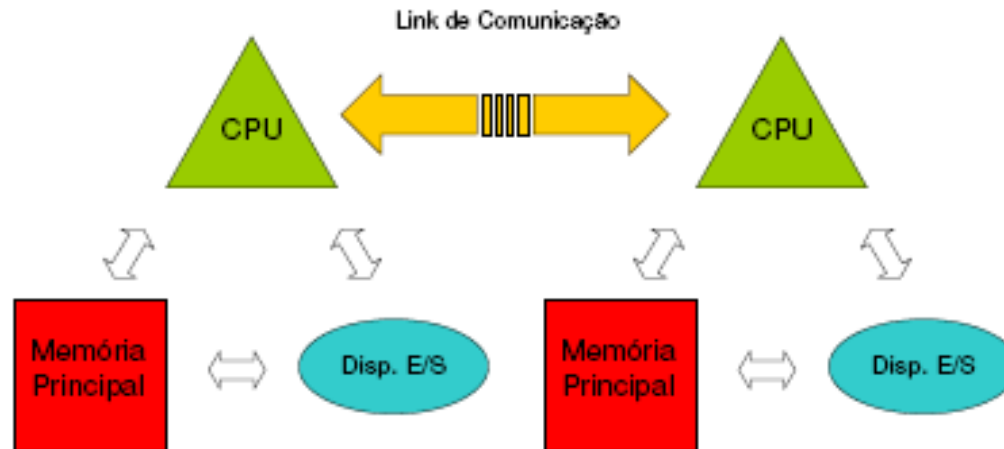 Link de Comunicação
CPU
CPU
Memória
Principal
Disp. E/S
Memória
Principal
Disp. E/S